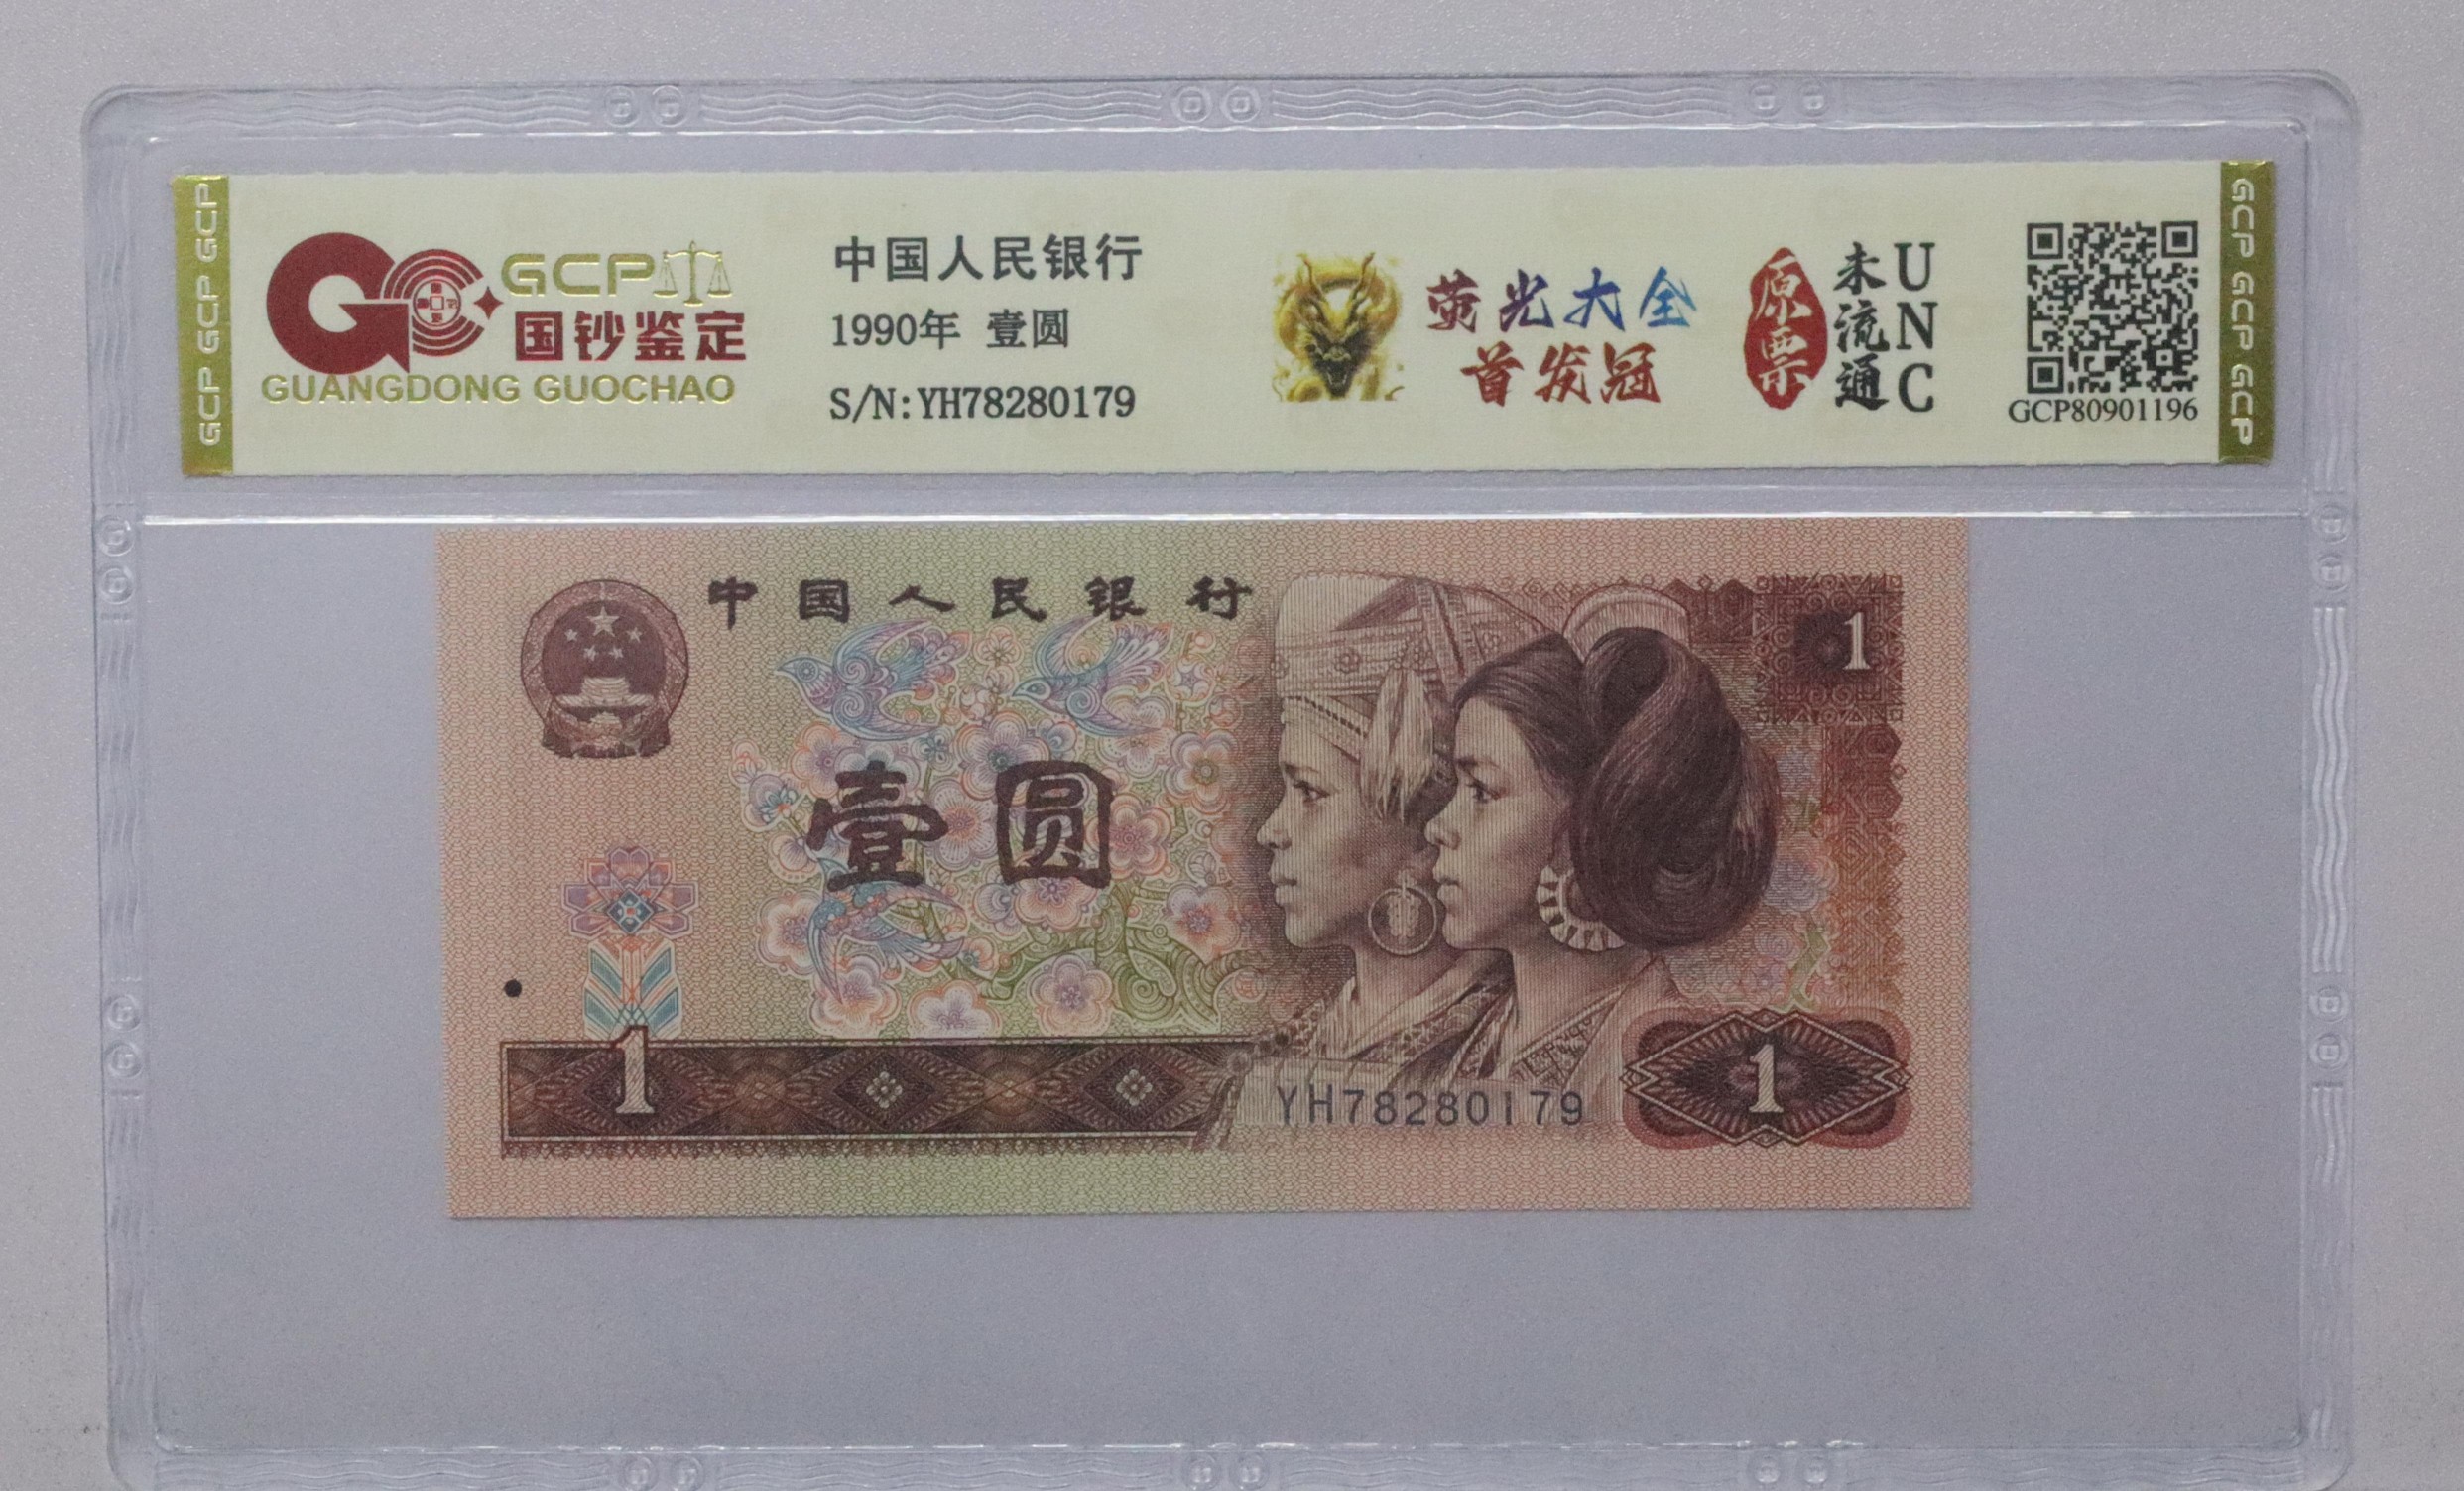 GCP GCP GCP
GCP
国钞鉴定
GUANGDONG GUOCHAO
中国人民银行
1990年 壹圆
S/N:YH78280179
荧光大全
首发冠
原票
未流通
UNC
GCP80901196
GCP GCP GCP GCP
中国人民银行
1
壹圆
1
YH78280179
1